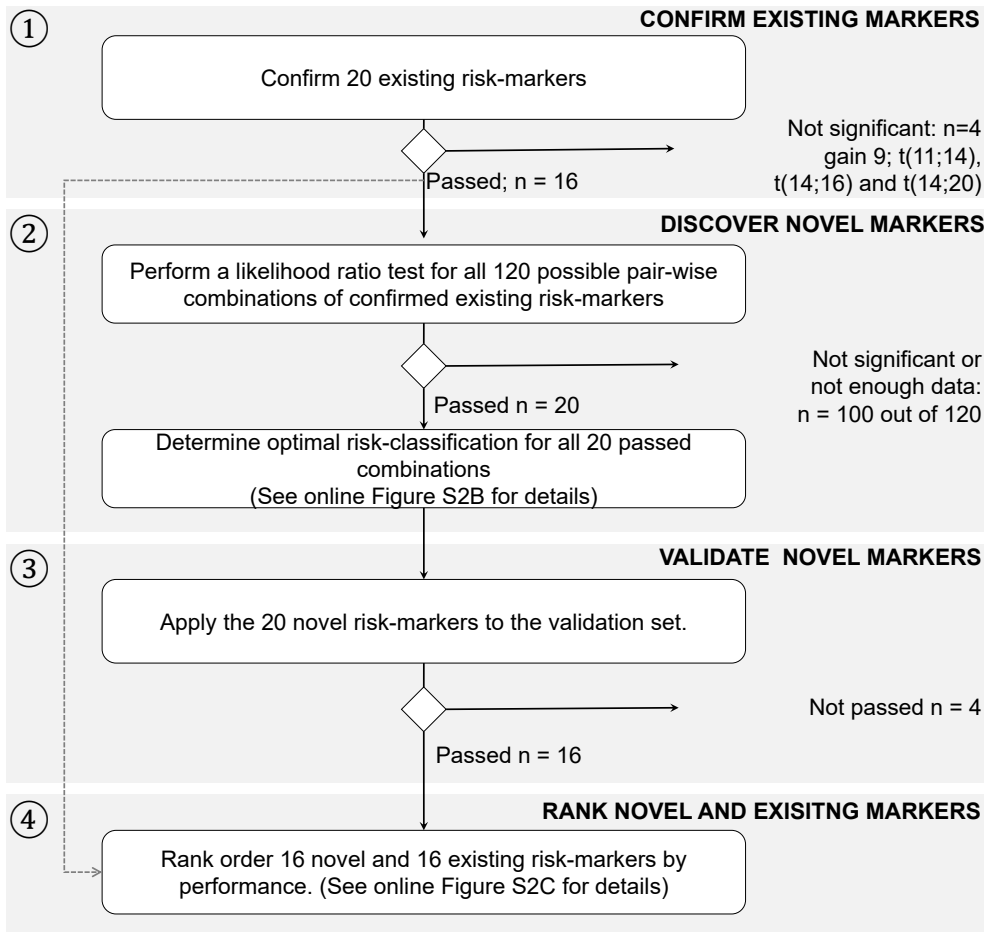 ①
CONFIRM EXISTING MARKERS
Confirm 20 existing risk-markers
Not significant: n=4
gain 9; t(11;14),
t(14;16) and t(14;20)
Passed; n = 16
②
DISCOVER NOVEL MARKERS
Perform a likelihood ratio test for all 120 possible pair-wise
combinations of confirmed existing risk-markers
Not significant or
not enough data:
n = 100 out of 120
Passed n = 20
Determine optimal risk-classification for all 20 passed
combinations
(See online Figure S2B for details)
③
VALIDATE  NOVEL MARKERS
Apply the 20 novel risk-markers to the validation set.
Not passed n = 4
Passed n = 16
④
RANK NOVEL AND EXISITNG MARKERS
Rank order 16 novel and 16 existing risk-markers by
performance. (See online Figure S2C for details)